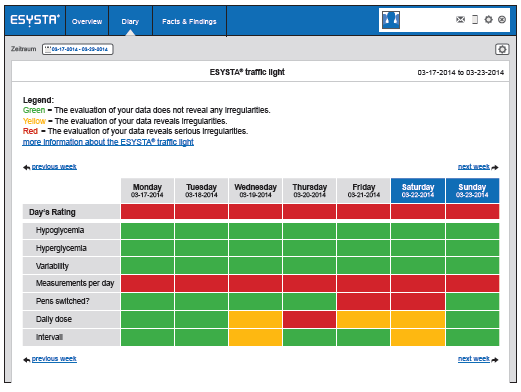 ESYSTA® Overview Diary Facts & Findings
Zeitraum 03-17-2014 - 03-23-2014
ESYSTA® traffic light 03-17-2014 to 03-23-2014
Legend:
Green = The evaluation of your data does not reveal any irregularities.
Yellow = The evaluation of your data reveals irregularities.
Red = The evaluation of your data reveals serious irregularities.
more information about the ESYSTA® traffic light
previous week next week
Monday Tuesday Wednesday Thursday Friday Saturday Sunday
03-17-2014 03-18-2014 03-19-2014 03-20-2014 03-21-2014 03-22-2014 03-23-2014
Day's Rating
Hypoglycemia
Hyperglycemia
Variability
Measurements per day
Pens switched?
Daily dose
Intervall
previous week next week